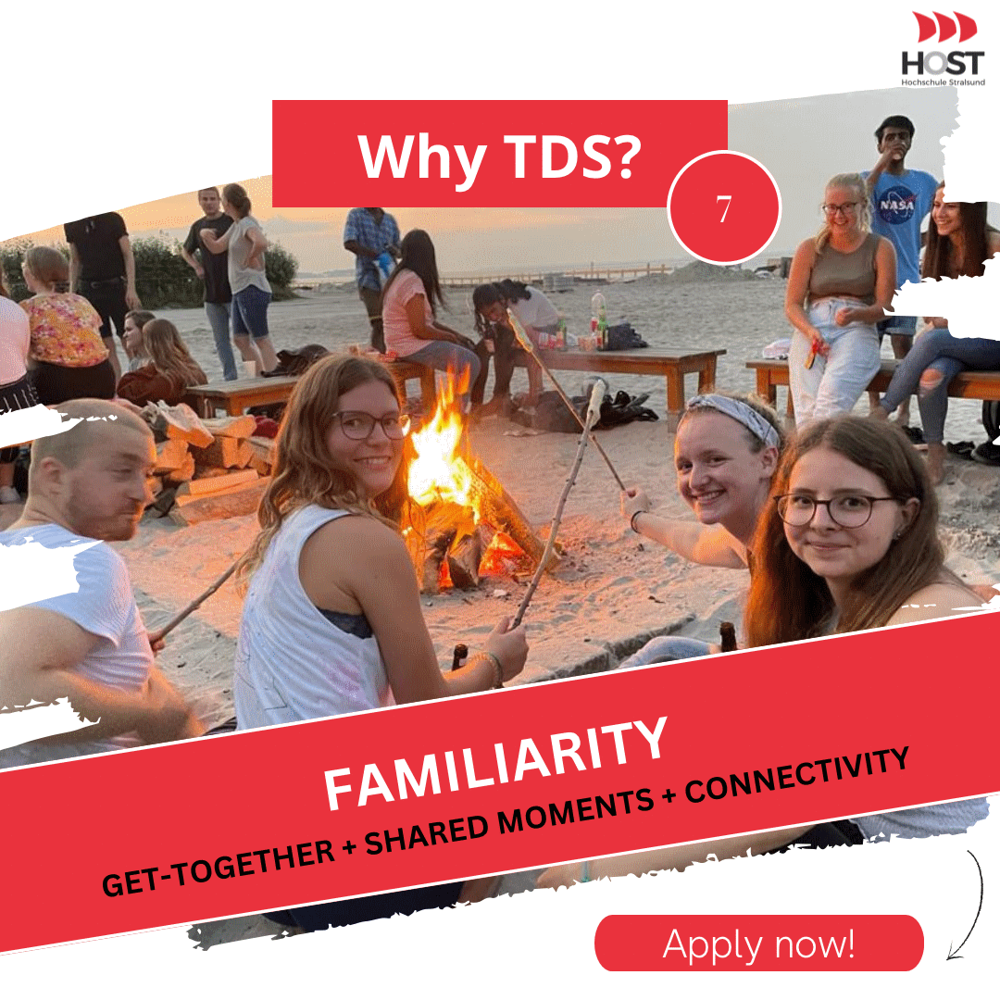 HOST
Hochschule Stralsund
Why TDS?
7
NASA
FAMILIARITY
GET-TOGETHER + SHARED MOMENTS + CONNECTIVITY
Apply now!